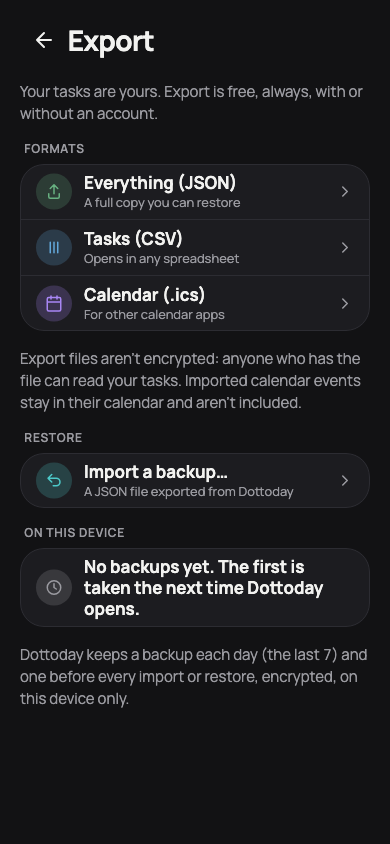 Export
Your tasks are yours. Export is free, always, with or
without an account.
FORMATS
Everything (JSON)
A full copy you can restore
Tasks (CSV)
Opens in any spreadsheet
Calendar (.ics)
For other calendar apps
Export files aren't encrypted: anyone who has the
file can read your tasks. Imported calendar events
stay in their calendar and aren't included.
RESTORE
Import a backup…
A JSON file exported from Dottoday
ON THIS DEVICE
No backups yet. The first is
taken the next time Dottoday
opens.
Dottoday keeps a backup each day (the last 7) and
one before every import or restore, encrypted, on
this device only.